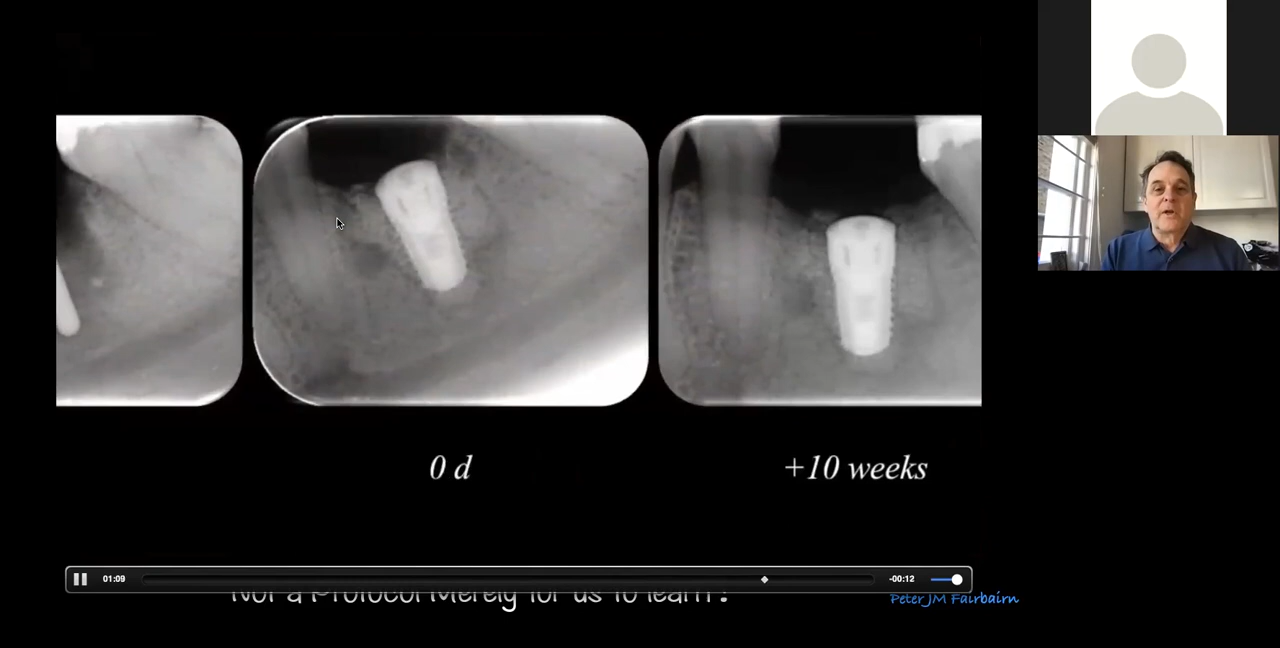 0 d
+10 weeks
01:09
-00:12
Not a Protocol Merely for us to learn !
Peter JM Fairbairn